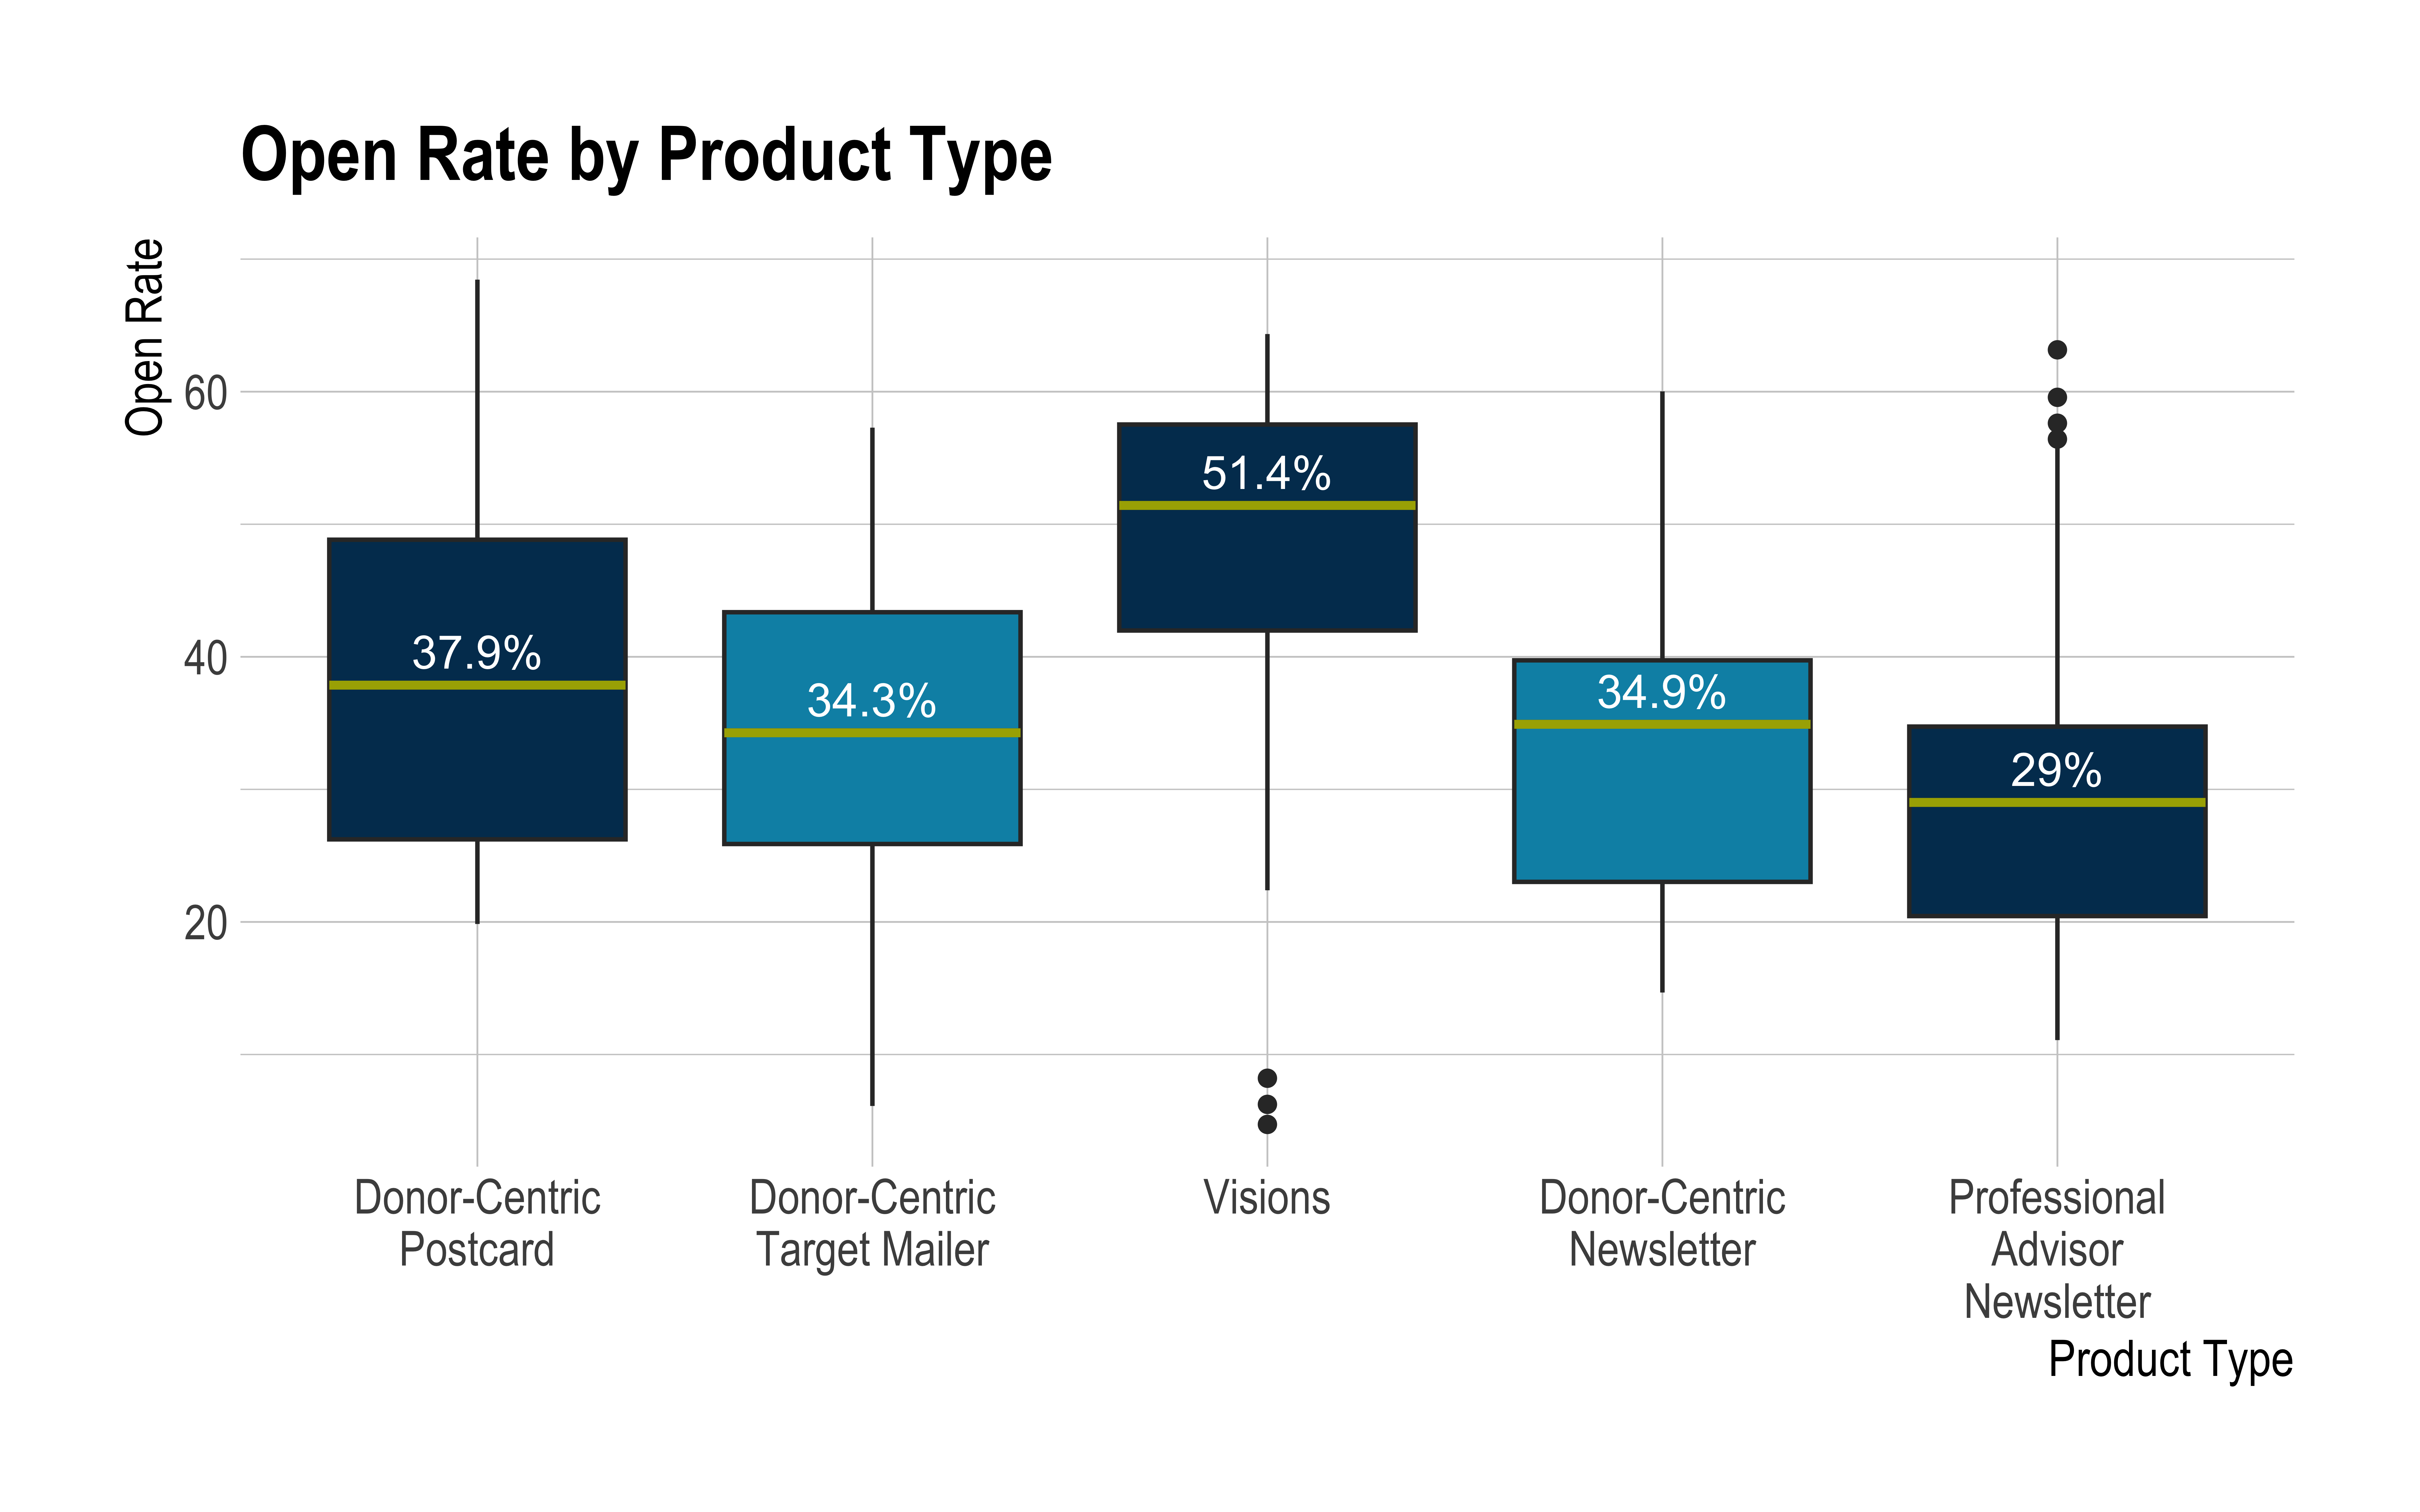 Open Rate by Product Type
Open Rate
60
40
20
37.9%
34.3%
51.4%
34.9%
29%
Donor-Centric
Postcard
Donor-Centric
Target Mailer
Visions
Donor-Centric
Newsletter
Professional
Advisor
Newsletter
Product Type